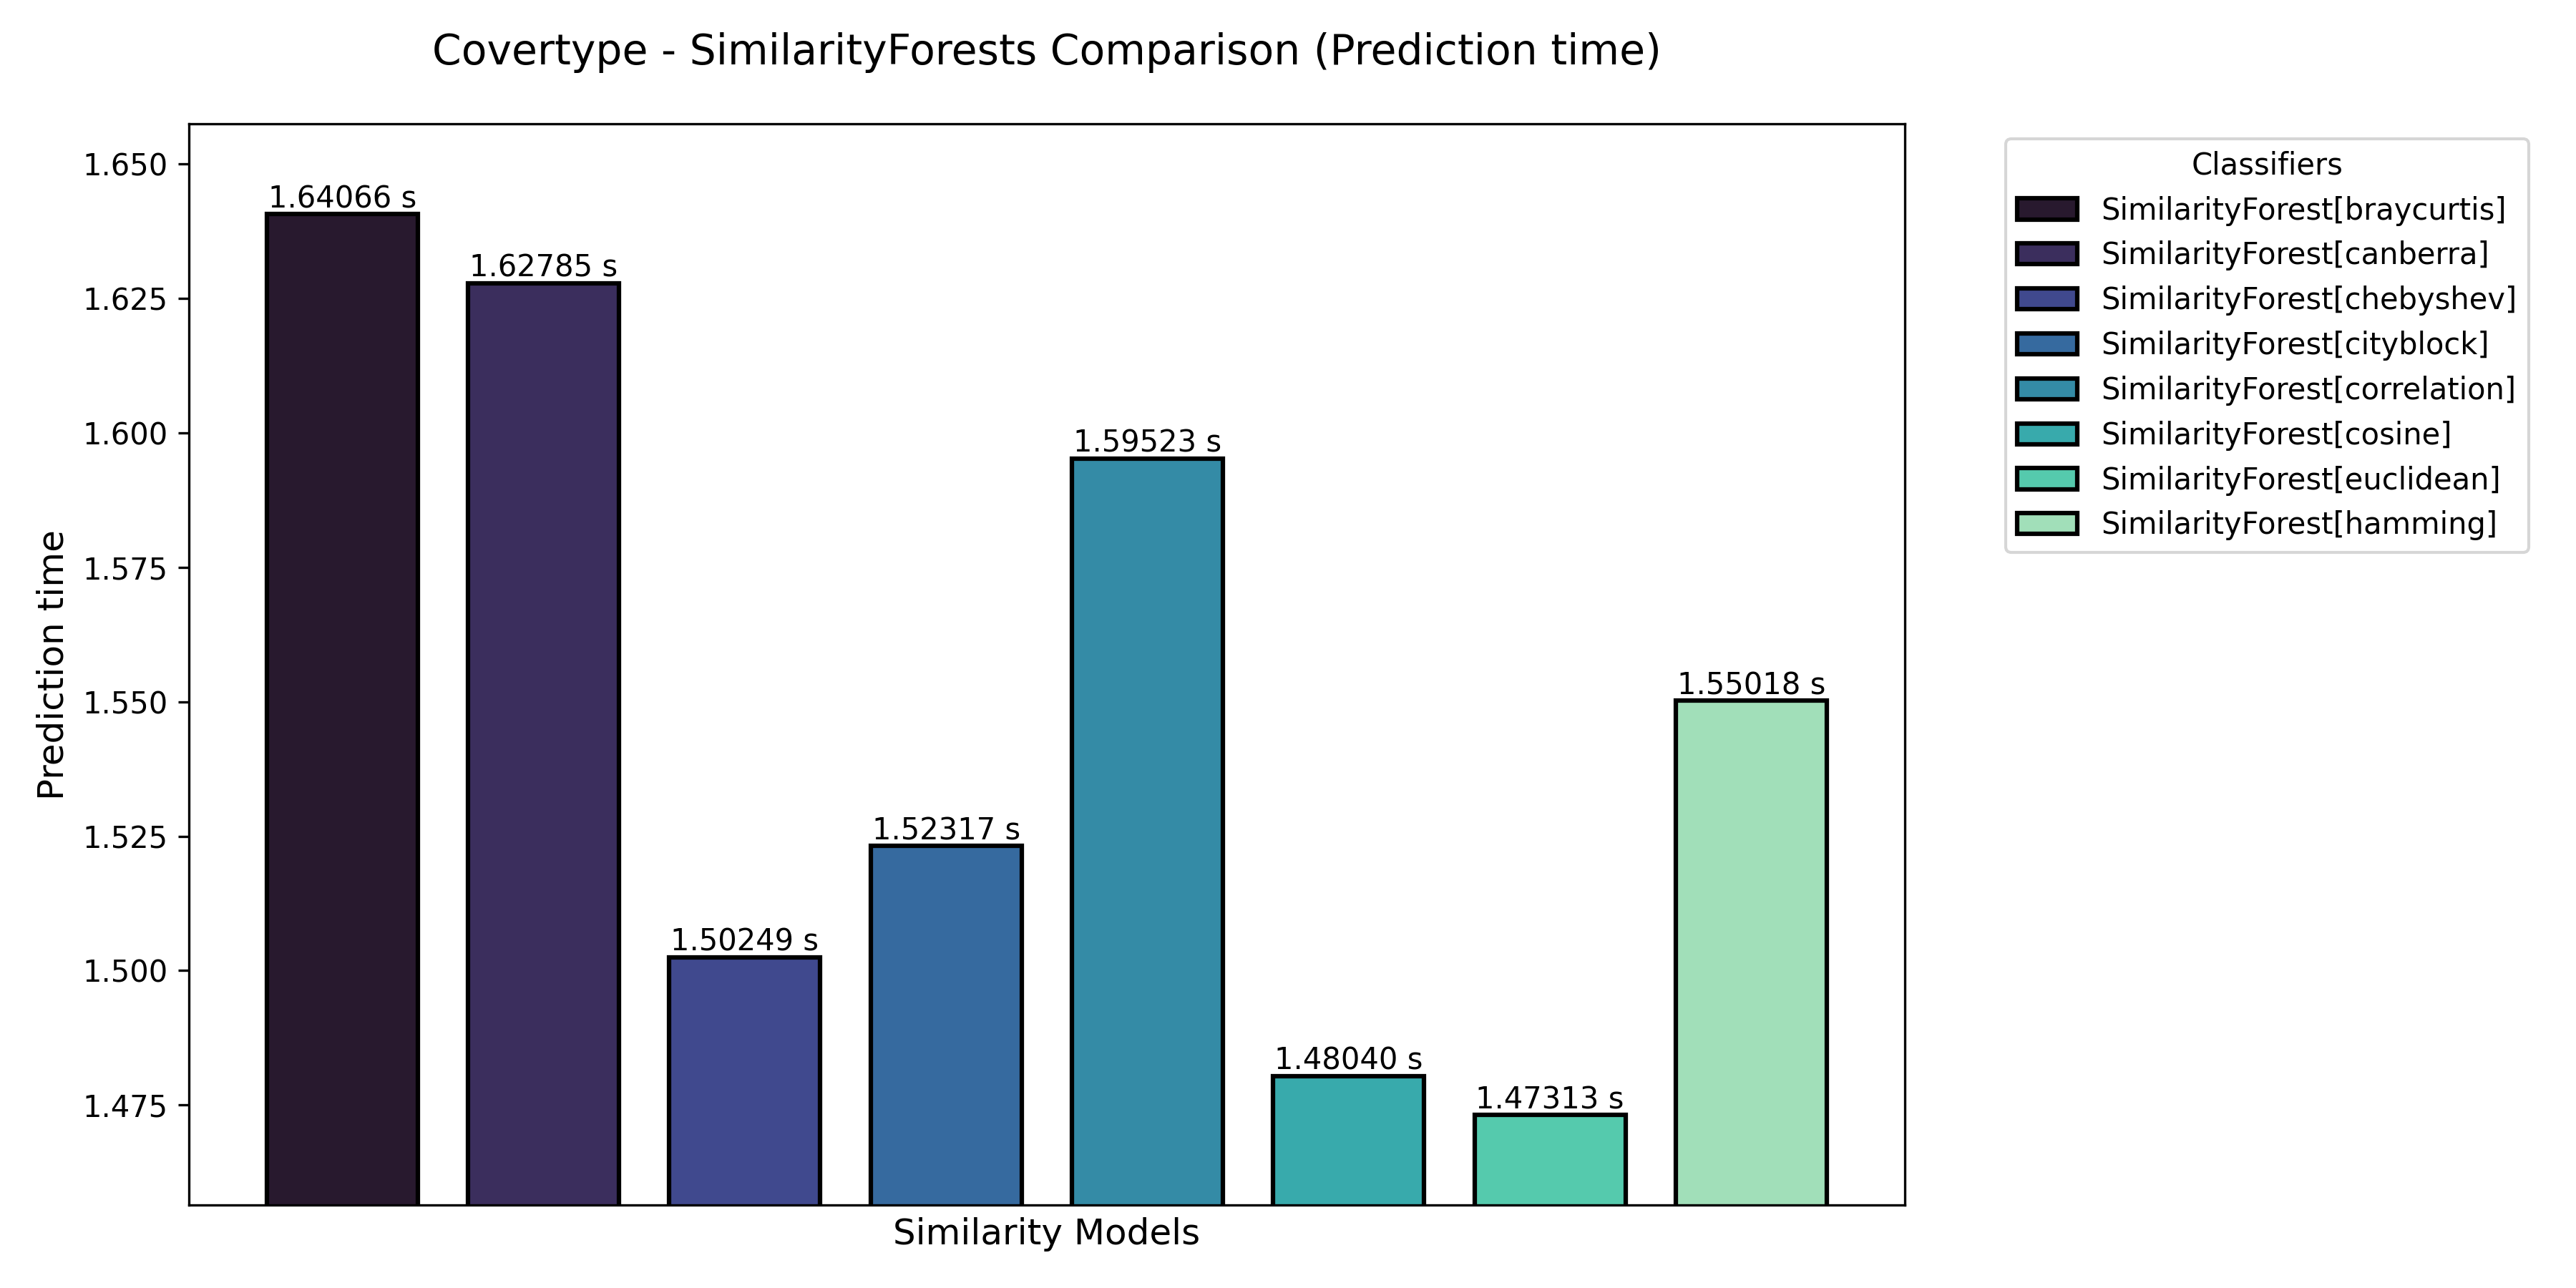 Covertype - SimilarityForests Comparison (Prediction time)
Prediction time
1.650
1.625
1.600
1.575
1.550
1.525
1.500
1.475
1.64066 s
1.62785 s
1.50249 s
1.52317 s
1.59523 s
1.48040 s
1.47313 s
1.55018 s
Similarity Models
Classifiers
SimilarityForest[braycurtis]
SimilarityForest[canberra]
SimilarityForest[chebyshev]
SimilarityForest[cityblock]
SimilarityForest[correlation]
SimilarityForest[cosine]
SimilarityForest[euclidean]
SimilarityForest[hamming]